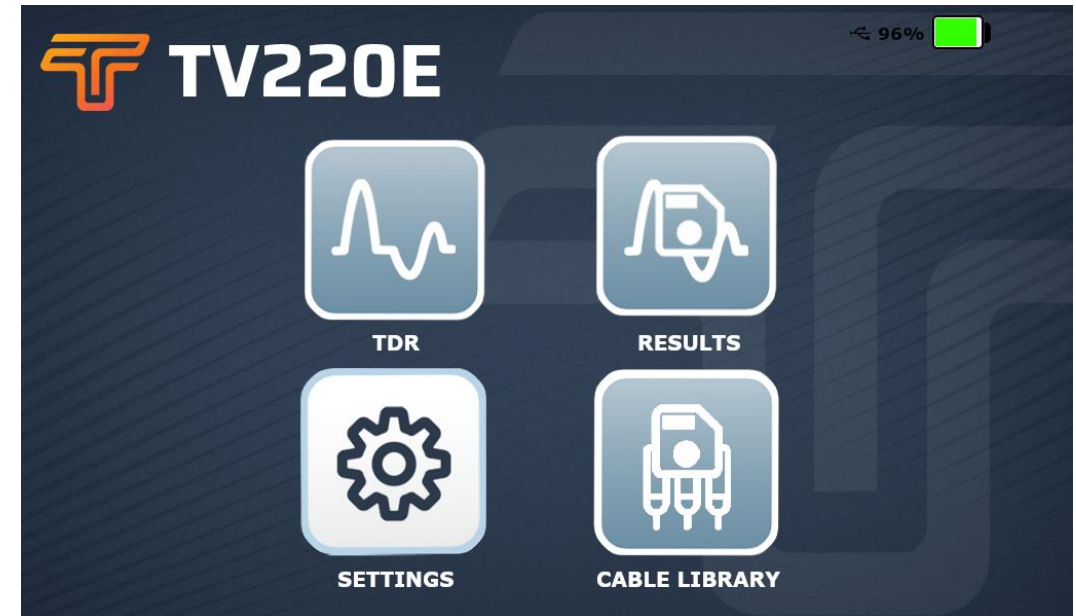 TV220E
96%
TDR
RESULTS
SETTINGS
CABLE LIBRARY